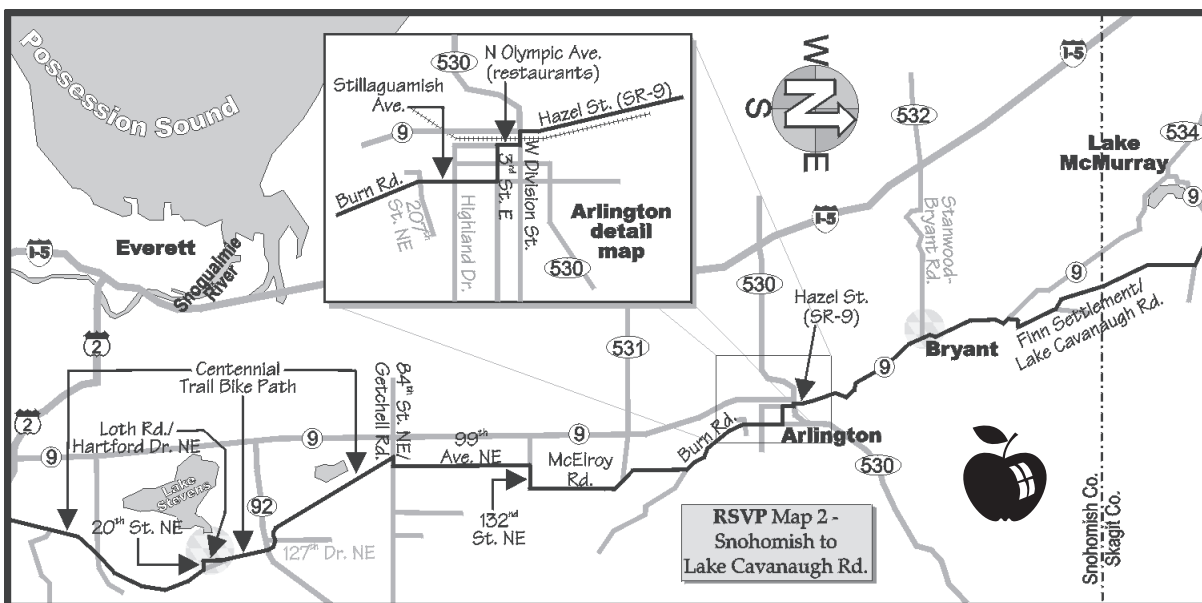 Possession Sound
I-5
Everett
Snoqualmie
River
2
2
Centennial
Trail Bike Path
Loth Rd./
Hartford Dr. NE
9
9
Lake
Stevens
92
20th St. NE
127th Dr. NE
84th St. NE/
Getchell Rd.
99th
Ave. NE
132nd
St. NE
9
McElroy
Rd.
531
Burn Rd.
Arlington
530
530
I-5
I-5
Hazel St.
(SR-9)
9
Bryant
Stanwood-
Bryant Rd.
532
534
Lake
McMurray
9
9
Finn Settlement/
Lake Cavanaugh Rd.
Snohomish Co.
Skagit Co.
W
S
N
E
530
N Olympic Ave.
(restaurants)
Stillaguamish
Ave.
Hazel St. (SR-9)
9
Burn Rd.
207th
St. NE
Highland Dr.
3rd St. E
W Division St.
Arlington
detail
map
530
RSVP Map 2 -
Snohomish to
Lake Cavanaugh Rd.